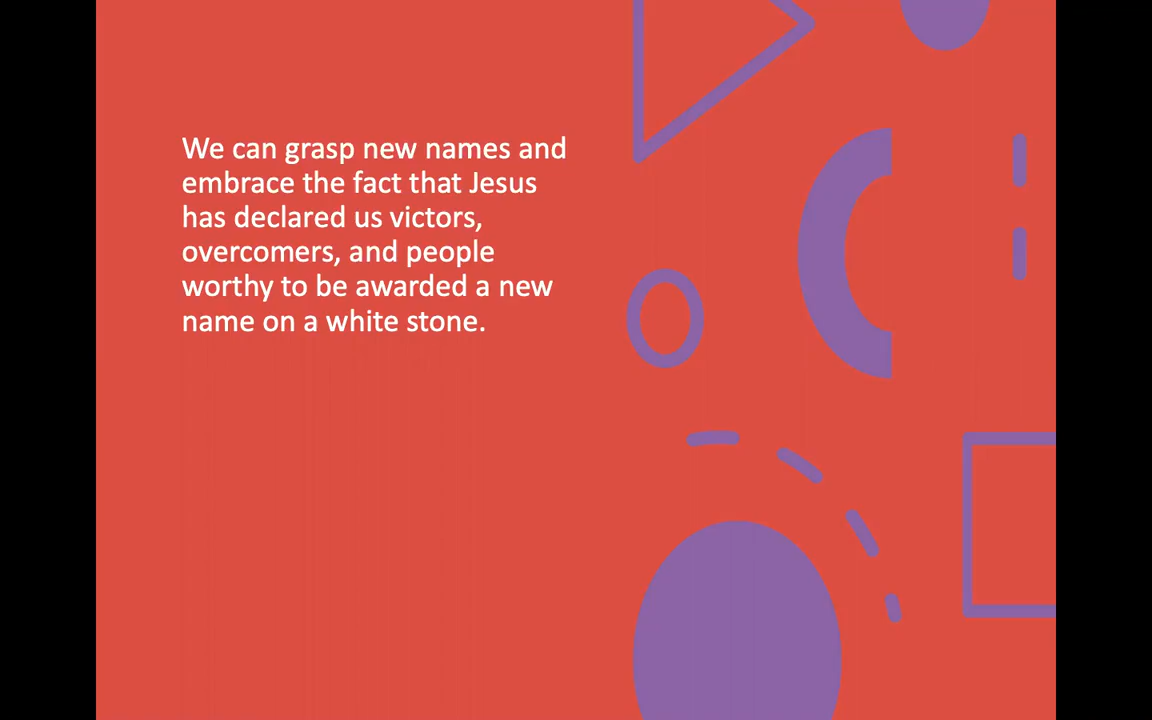 We can grasp new names and
embrace the fact that Jesus
has declared us victors,
overcomers, and people
worthy to be awarded a new
name on a white stone.